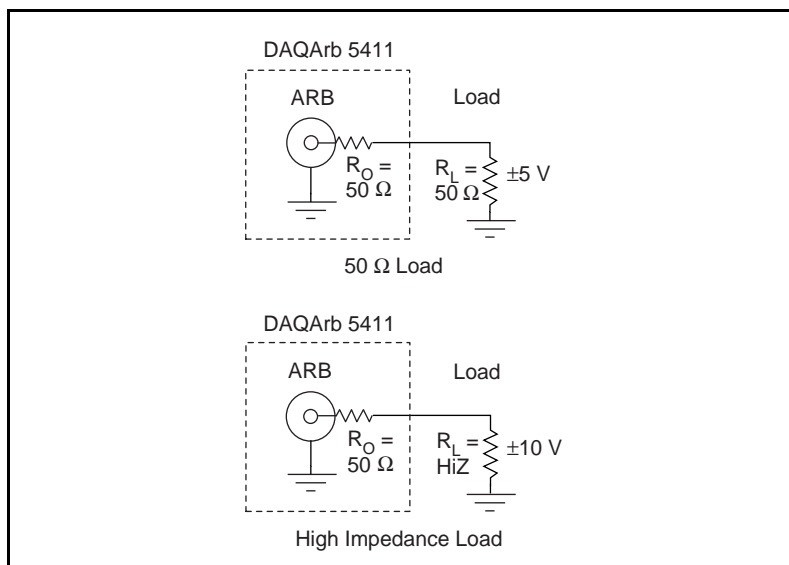 DAQArb 5411
ARB
Load
R_O =
50 Ω
R_L =
50 Ω
±5 V
50 Ω Load
DAQArb 5411
ARB
Load
R_O =
50 Ω
R_L =
HiZ
±10 V
High Impedance Load